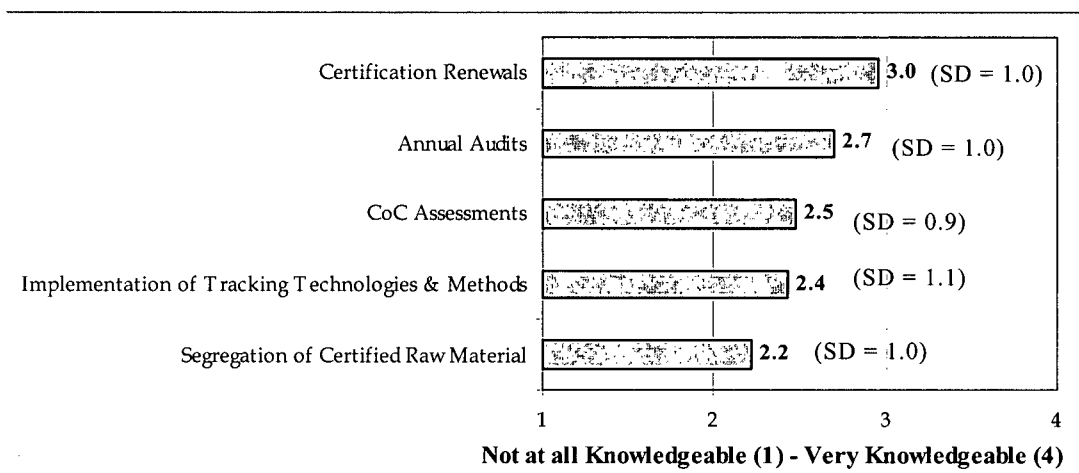 Certification Renewals 3.0 (SD = 1.0)
Annual Audits 2.7 (SD = 1.0)
CoC Assessments 2.5 (SD = 0.9)
Implementation of Tracking Technologies & Methods 2.4 (SD = 1.1)
Segregation of Certified Raw Material 2.2 (SD = 1.0)
1 2 3 4
Not at all Knowledgeable (1) - Very Knowledgeable (4)